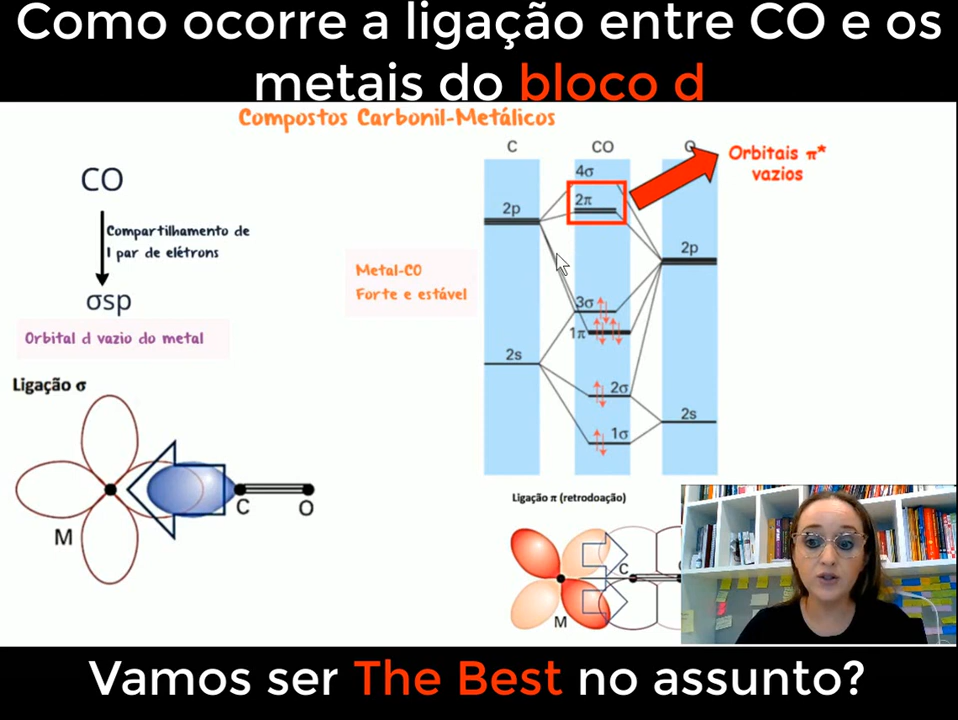 Como ocorre a ligação entre CO e os
metais do bloco d
Compostos Carbonil-Metálicos
CO
Compartilhamento de
1 par de elétrons
σsp
Orbital d vazio do metal
Ligação σ
M
C
O
Metal-CO
Forte e estável
C
CO
O
4σ
2π
2p
2p
3σ
1π
2s
2σ
2s
1σ
Orbitais π*
vazios
Ligação π (retrodoação)
C
M
Vamos ser The Best no assunto?